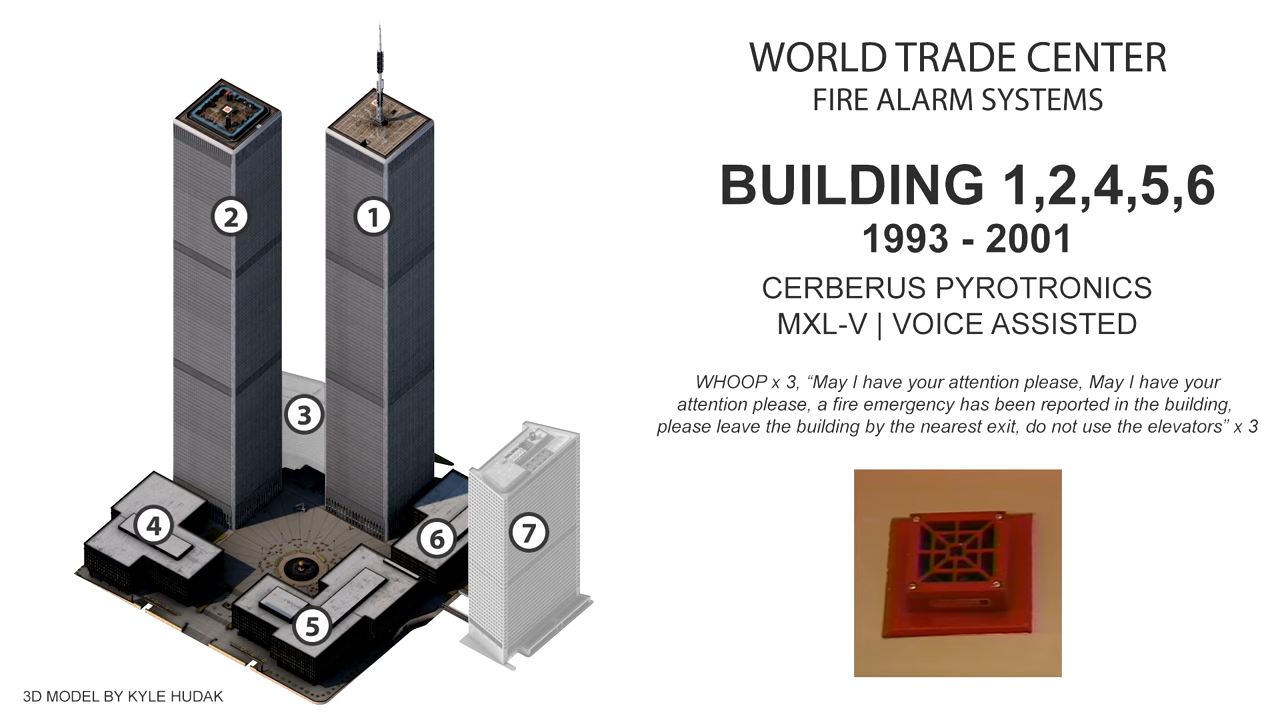 WORLD TRADE CENTER
FIRE ALARM SYSTEMS
BUILDING 1,2,4,5,6
1993 - 2001
CERBERUS PYROTRONICS
MXL-V | VOICE ASSISTED
WHOOP x 3, “May I have your attention please, May I have your
attention please, a fire emergency has been reported in the building,
please leave the building by the nearest exit, do not use the elevators” x 3
2
1
3
4
6
7
5
3D MODEL BY KYLE HUDAK